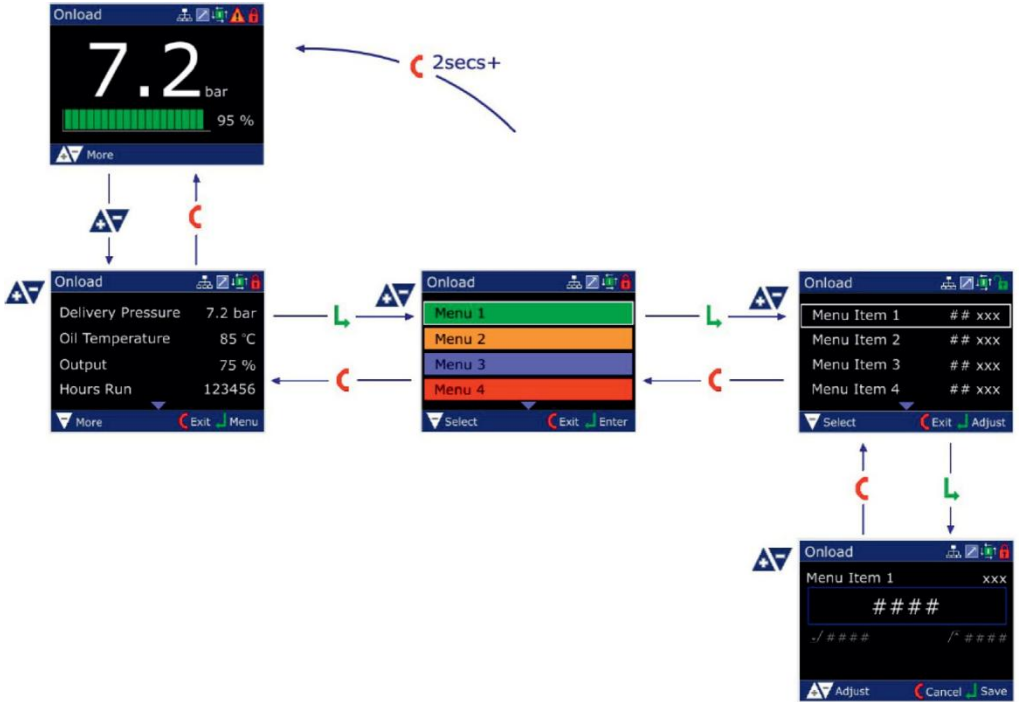 Onload
7.2 bar
95 %
More
2secs+
Onload
Delivery Pressure 7.2 bar
Oil Temperature 85 °C
Output 75 %
Hours Run 123456
More Exit Menu
Onload
Menu 1
Menu 2
Menu 3
Menu 4
Select Exit Enter
Onload
Menu Item 1 ## xxx
Menu Item 2 ## xxx
Menu Item 3 ## xxx
Menu Item 4 ## xxx
Select Exit Adjust
Onload
Menu Item 1 xxx
####
#### ####
Adjust Cancel Save